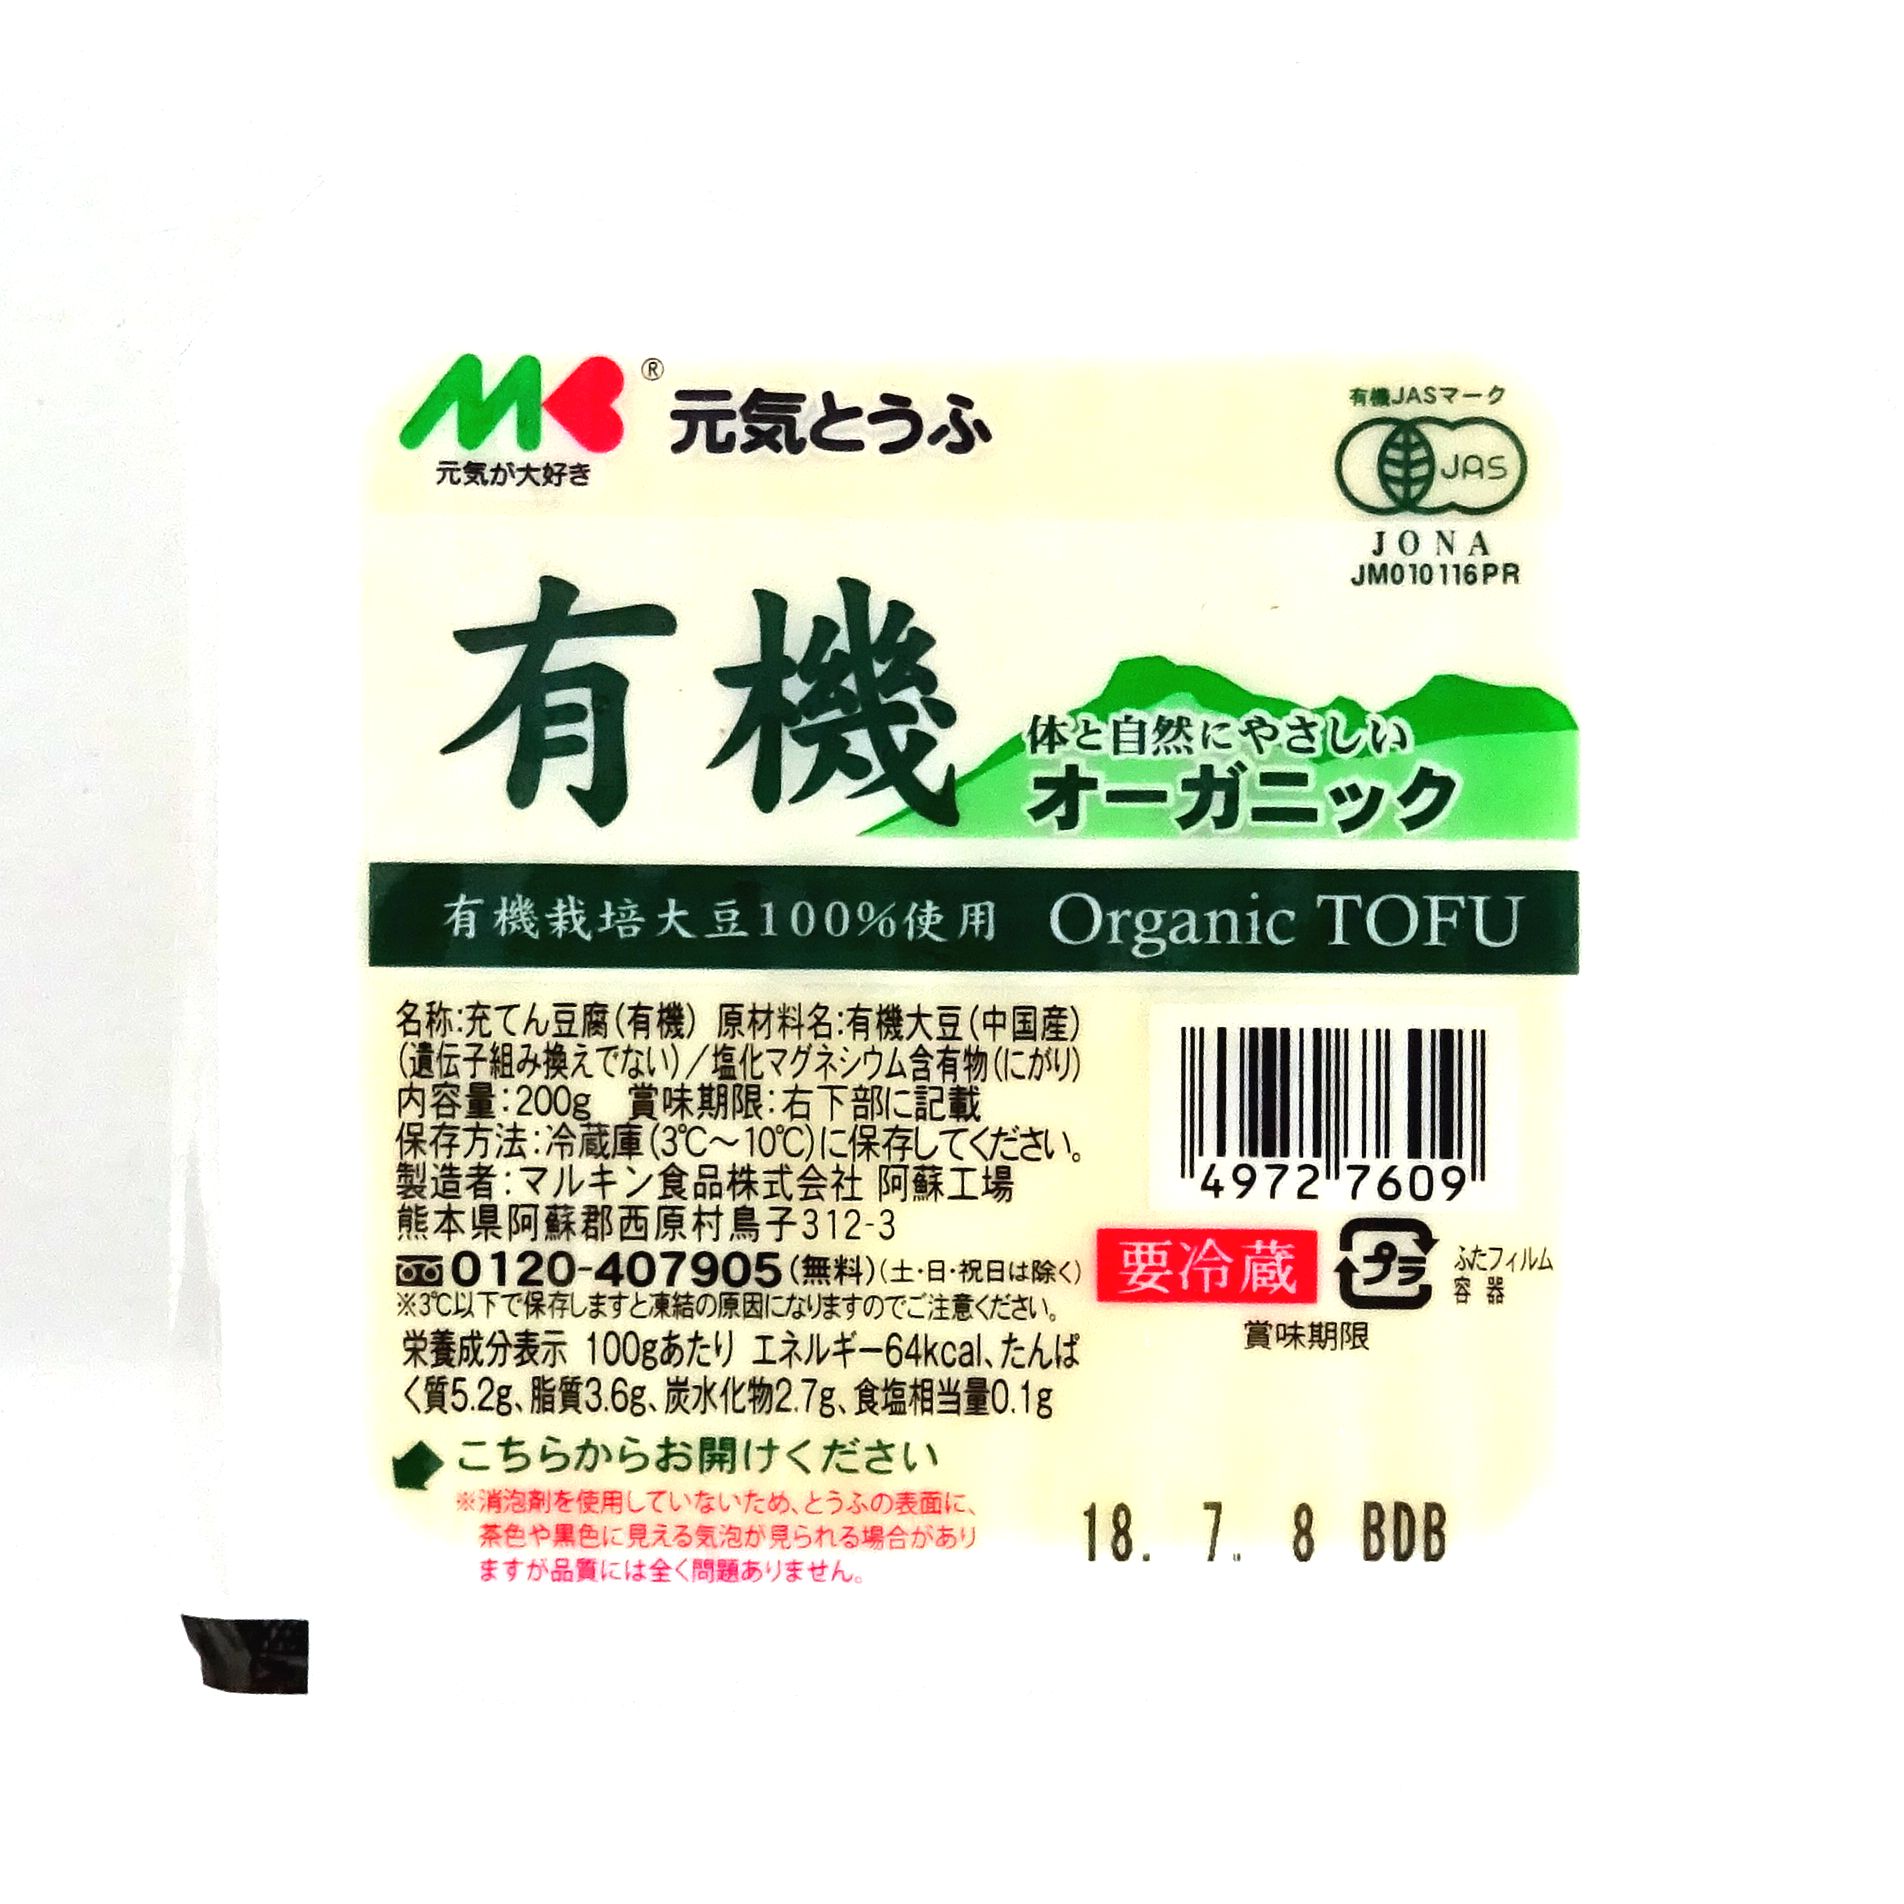 MK®
元気が大好き
元気とうふ
有機JASマーク
JAS
JONA
JM010116PR
有機
体と自然にやさしい
オーガニック
有機栽培大豆100%使用 Organic TOFU
名称:充てん豆腐(有機) 原材料名:有機大豆(中国産)
(遺伝子組み換えでない)/塩化マグネシウム含有物(にがり)
内容量:200g 賞味期限:右下部に記載
保存方法:冷蔵庫(3℃~10℃)に保存してください。
製造者:マルキン食品株式会社 阿蘇工場
熊本県阿蘇郡西原村鳥子312-3
0120-407905(無料)(土・日・祝日は除く)
※3℃以下で保存しますと凍結の原因になりますのでご注意ください。
栄養成分表示 100gあたり エネルギー64kcal、たんぱ
く質5.2g、脂質3.6g、炭水化物2.7g、食塩相当量0.1g
こちらからお開けください
※消泡剤を使用していないため、とうふの表面に、
茶色や黒色に見える気泡が見られる場合があり
ますが品質には全く問題ありません。
4972 7609
要冷蔵
プラ
ふたフィルム
容器
賞味期限
18. 7. 8 BDB